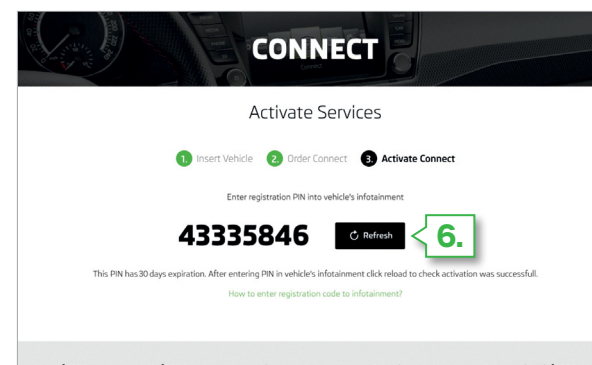 CONNECT
Activate Services
1. Insert Vehicle 2. Order Connect 3. Activate Connect
Enter registration PIN into vehicle's infotainment
43335846 Refresh 6.
This PIN has 30 days expiration. After entering PIN in vehicle's infotainment click reload to check activation was successfull.
How to enter registration code to infotainment?